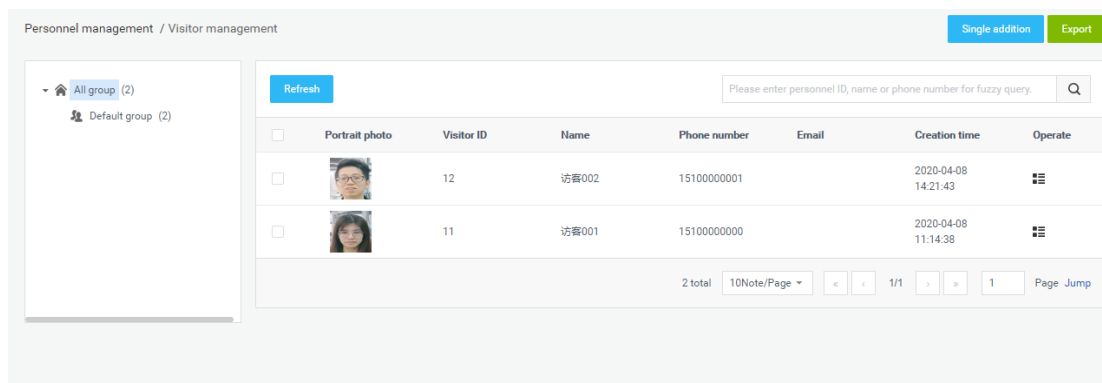 Personnel management / Visitor management
Single addition
Export
All group (2)
Default group (2)
Refresh
Please enter personnel ID, name or phone number for fuzzy query.
Portrait photo Visitor ID Name Phone number Email Creation time Operate
12 访客002 15100000001 2020-04-08
14:21:43
11 访客001 15100000000 2020-04-08
11:14:38
2 total 10Note/Page « ‹ 1/1 › » 1 Page Jump